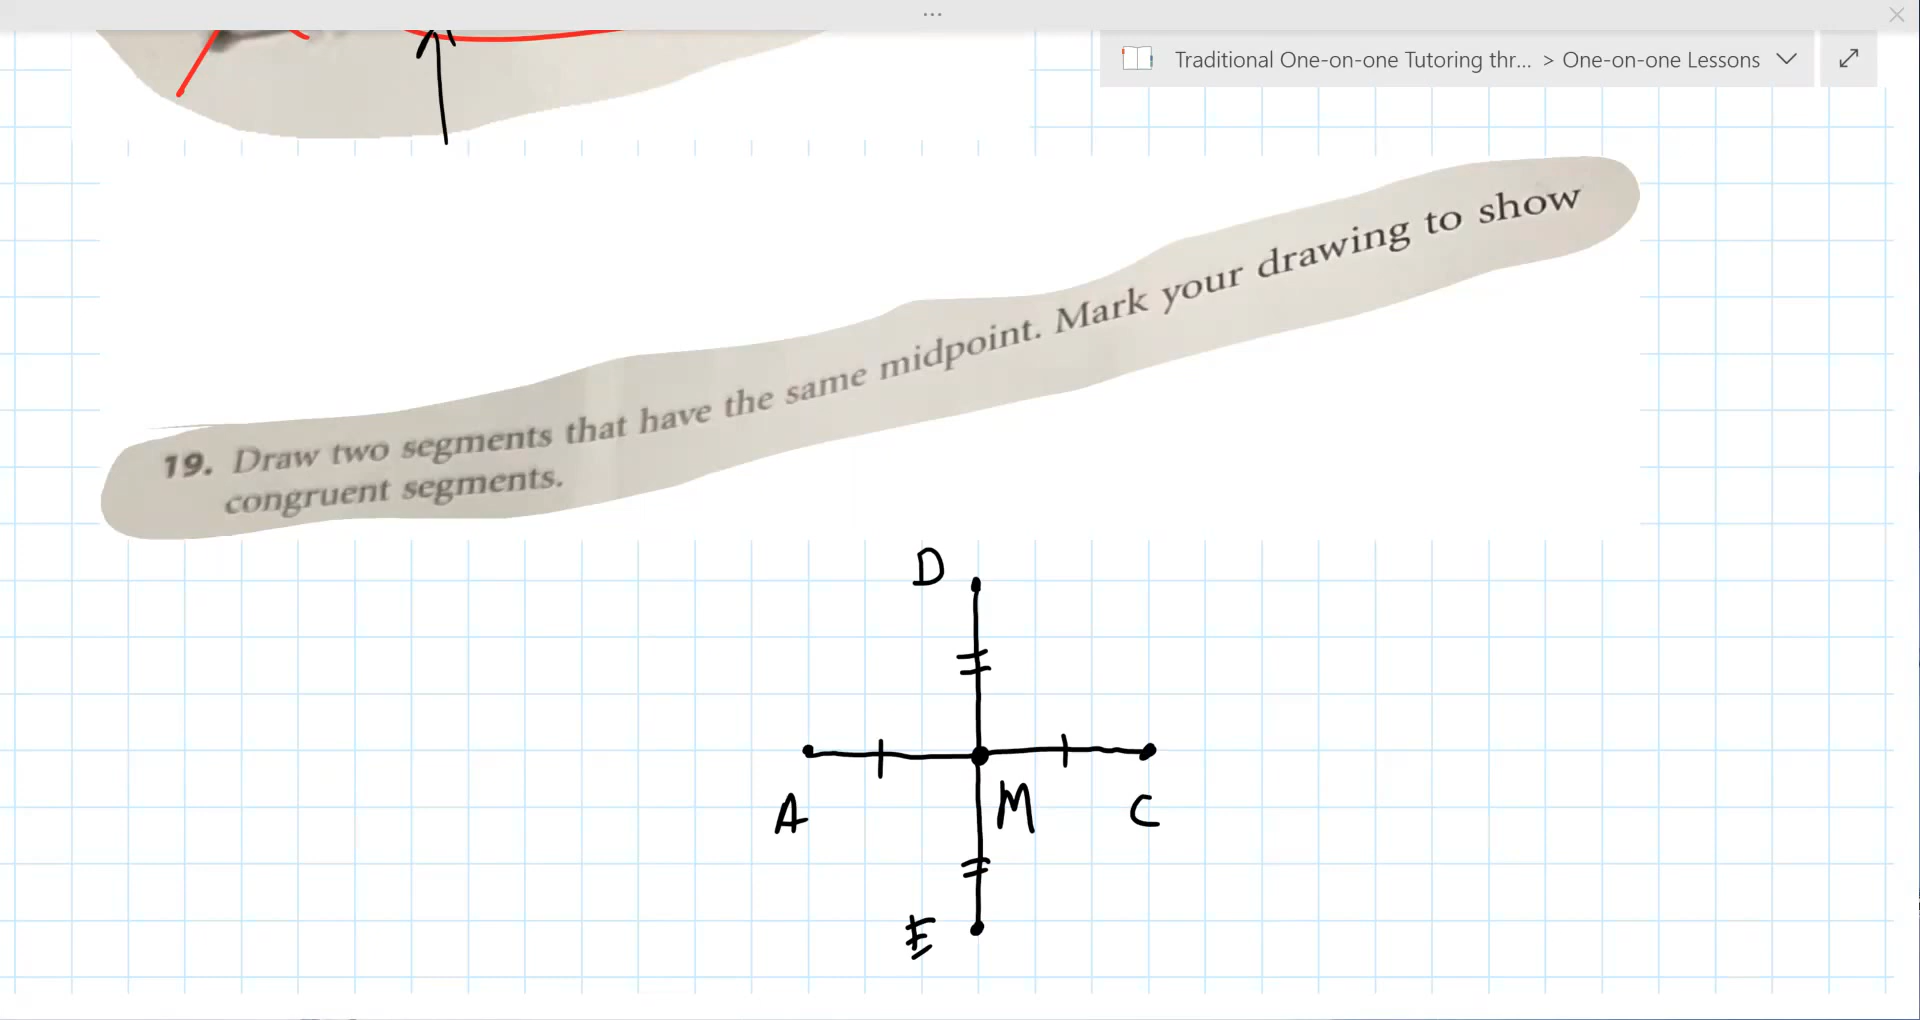 ...
Traditional One-on-one Tutoring thr... > One-on-one Lessons
19. Draw two segments that have the same midpoint. Mark your drawing to show
congruent segments.
D
A M C
E